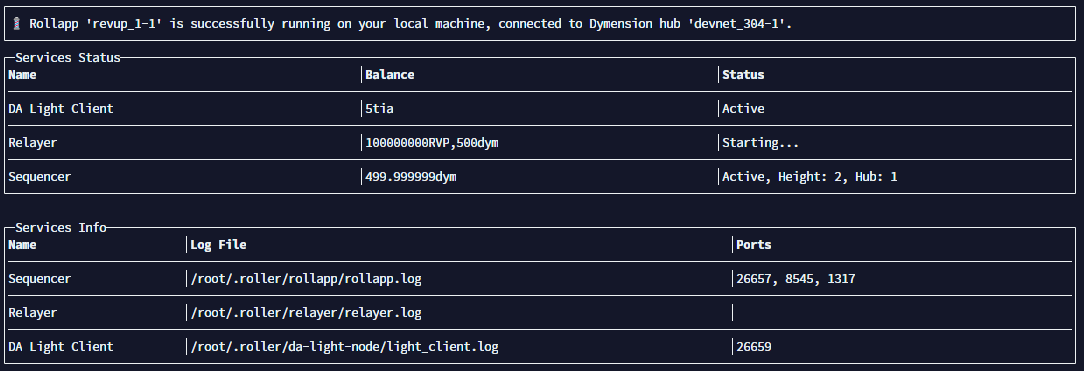 Rollapp 'revup_1-1' is successfully running on your local machine, connected to Dymension hub 'devnet_304-1'.
Services Status
Name Balance Status
DA Light Client 5tia Active
Relayer 100000000RVP,500dym Starting...
Sequencer 499.999999dym Active, Height: 2, Hub: 1
Services Info
Name Log File Ports
Sequencer /root/.roller/rollapp/rollapp.log 26657, 8545, 1317
Relayer /root/.roller/relayer/relayer.log
DA Light Client /root/.roller/da-light-node/light_client.log 26659